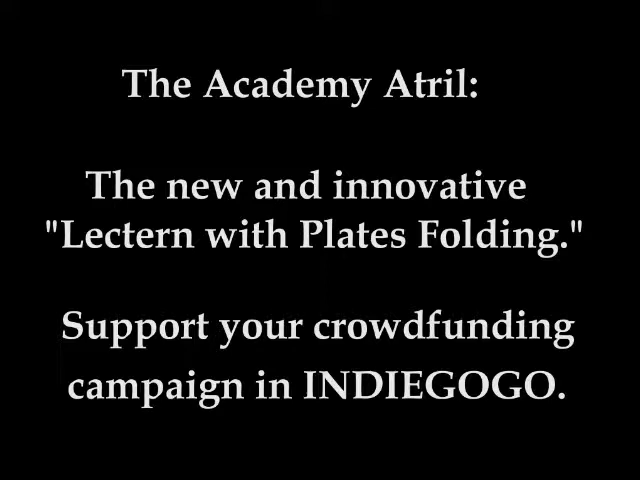 The Academy Atril:
The new and innovative
"Lectern with Plates Folding."
Support your crowdfunding
campaign in INDIEGOGO.